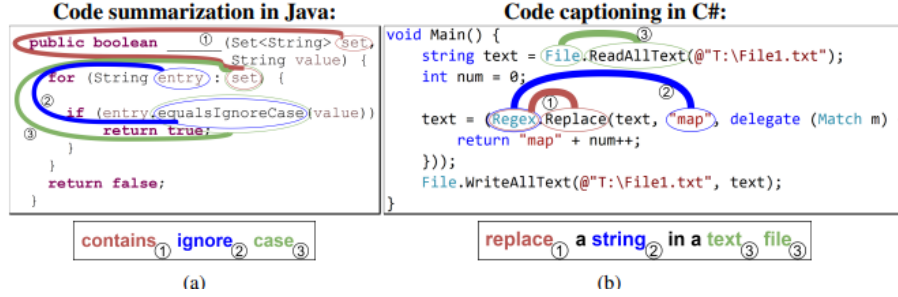 Code summarization in Java:
public boolean ______ ① (Set<String> set,
String value) {
for (String entry : set) {
②
if (entry.equalsIgnoreCase(value))
③ return true;
}
}
return false;
}
contains① ignore② case③
(a)
Code captioning in C#:
void Main() { ③
string text = File.ReadAllText(@"T:\File1.txt");
int num = 0;
① ②
text = (Regex.Replace(text, "map", delegate (Match m)
return "map" + num++;
}));
File.WriteAllText(@"T:\File1.txt", text);
}
replace① a string② in a text③ file③
(b)